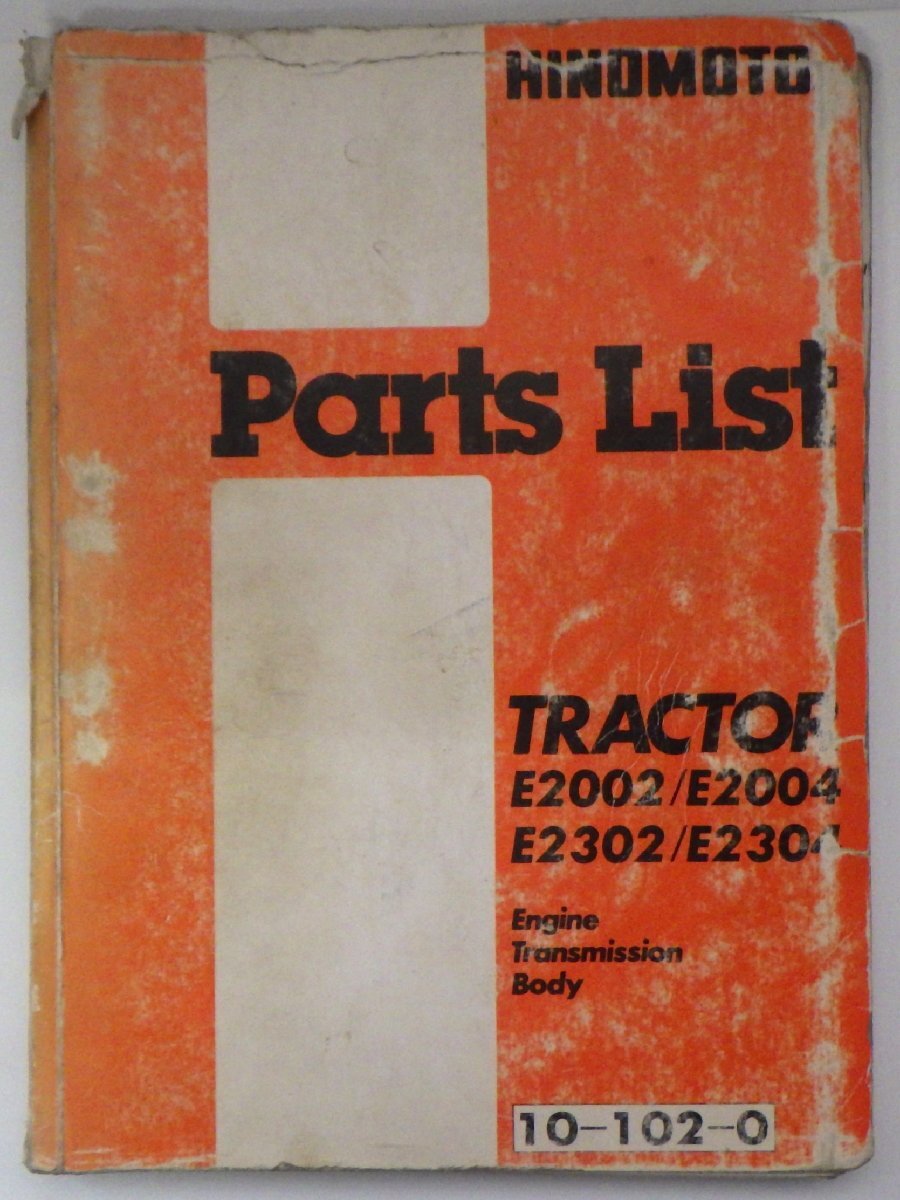 HINOMOTO
Parts List
TRACTOR
E2002/E2004
E2302/E2304
Engine
Transmission
Body
10-102-0